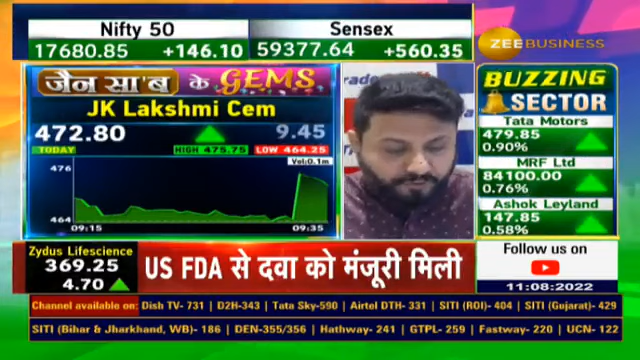 Nifty 50
17680.85 +146.10
Sensex
59377.64 +560.35
ZEE BUSINESS
जैन सा'ब के GEMS
JK Lakshmi Cem
472.80 9.45
TODAY HIGH 475.75 LOW 464.25
Vel:0.1m
476
464
09:15 09:35
BUZZING
SECTOR
Tata Motors
479.85
0.90%
MRF Ltd
84100.00
0.76%
Ashok Leyland
147.85
0.58%
Zydus Lifescience
369.25
4.70
US FDA से दवा को मंजूरी मिली
Follow us on
11:08:2022
Channel available on: Dish TV- 731 | D2H-343 | Tata Sky-590 | Airtel DTH- 331 | SITI (ROI)- 404 | SITI (Gujarat)- 429
SITI (Bihar & Jharkhand, WB)- 186 | DEN-355/356 | Hathway- 241 | GTPL- 259 | Fastway- 220 | UCN- 122